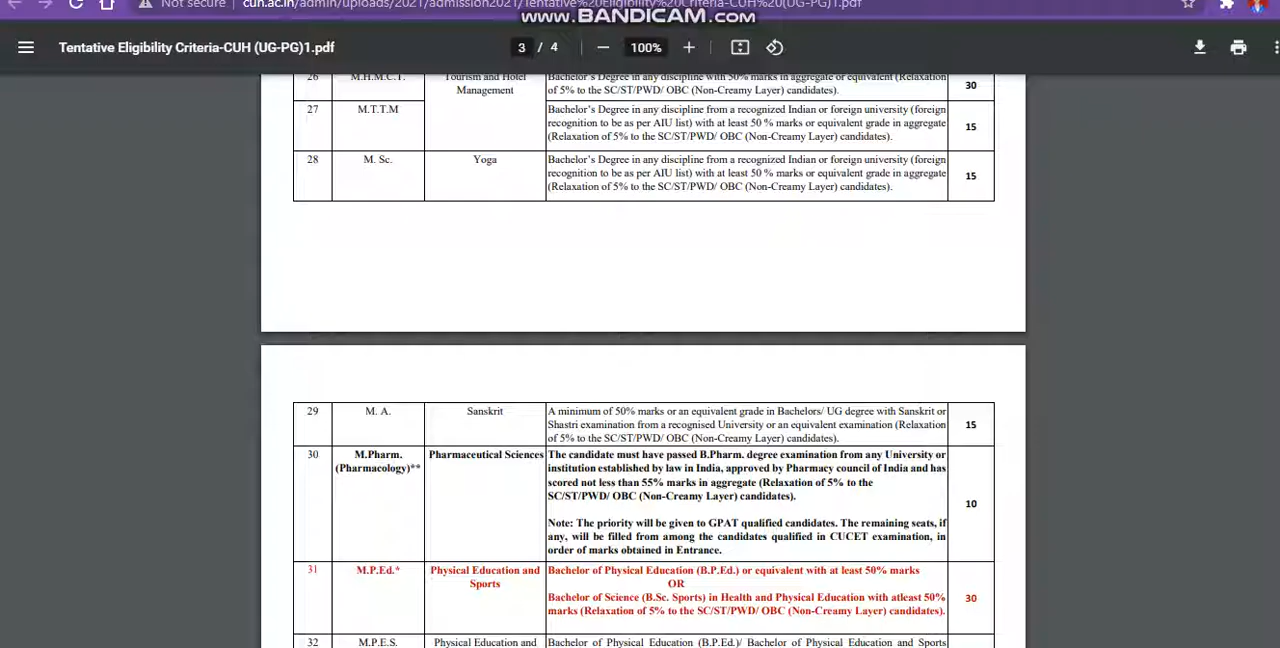 Not secure | cuh.ac.in/admin/uploads/2021/admission2021/Tentative%20Eligibility%20Criteria-CUH%20(UG-PG)1.pdf
WWW.BANDICAM.COM
Tentative Eligibility Criteria-CUH (UG-PG)1.pdf
3 / 4
100%
26 M.H.M.C.T. Tourism and Hotel Bachelor's Degree in any discipline with 50% marks in aggregate or equivalent (Relaxation
Management of 5% to the SC/ST/PWD/ OBC (Non-Creamy Layer) candidates). 30
27 M.T.T.M Bachelor's Degree in any discipline from a recognized Indian or foreign university (foreign
recognition to be as per AIU list) with at least 50 % marks or equivalent grade in aggregate 15
(Relaxation of 5% to the SC/ST/PWD/ OBC (Non-Creamy Layer) candidates).
28 M. Sc. Yoga Bachelor's Degree in any discipline from a recognized Indian or foreign university (foreign
recognition to be as per AIU list) with at least 50 % marks or equivalent grade in aggregate 15
(Relaxation of 5% to the SC/ST/PWD/ OBC (Non-Creamy Layer) candidates).
29 M. A. Sanskrit A minimum of 50% marks or an equivalent grade in Bachelors/ UG degree with Sanskrit or
Shastri examination from a recognised University or an equivalent examination (Relaxation 15
of 5% to the SC/ST/PWD/ OBC (Non-Creamy Layer) candidates).
30 M.Pharm. Pharmaceutical Sciences The candidate must have passed B.Pharm. degree examination from any University or
(Pharmacology)** institution established by law in India, approved by Pharmacy council of India and has
scored not less than 55% marks in aggregate (Relaxation of 5% to the
SC/ST/PWD/ OBC (Non-Creamy Layer) candidates).
10
Note: The priority will be given to GPAT qualified candidates. The remaining seats, if
any, will be filled from among the candidates qualified in CUCET examination, in
order of marks obtained in Entrance.
31 M.P.Ed.* Physical Education and Bachelor of Physical Education (B.P.Ed.) or equivalent with at least 50% marks
Sports OR
Bachelor of Science (B.Sc. Sports) in Health and Physical Education with atleast 50% 30
marks (Relaxation of 5% to the SC/ST/PWD/ OBC (Non-Creamy Layer) candidates).
32 M.P.E.S. Physical Education and Bachelor of Physical Education (B.P.Ed.)/ Bachelor of Physical Education and Sports